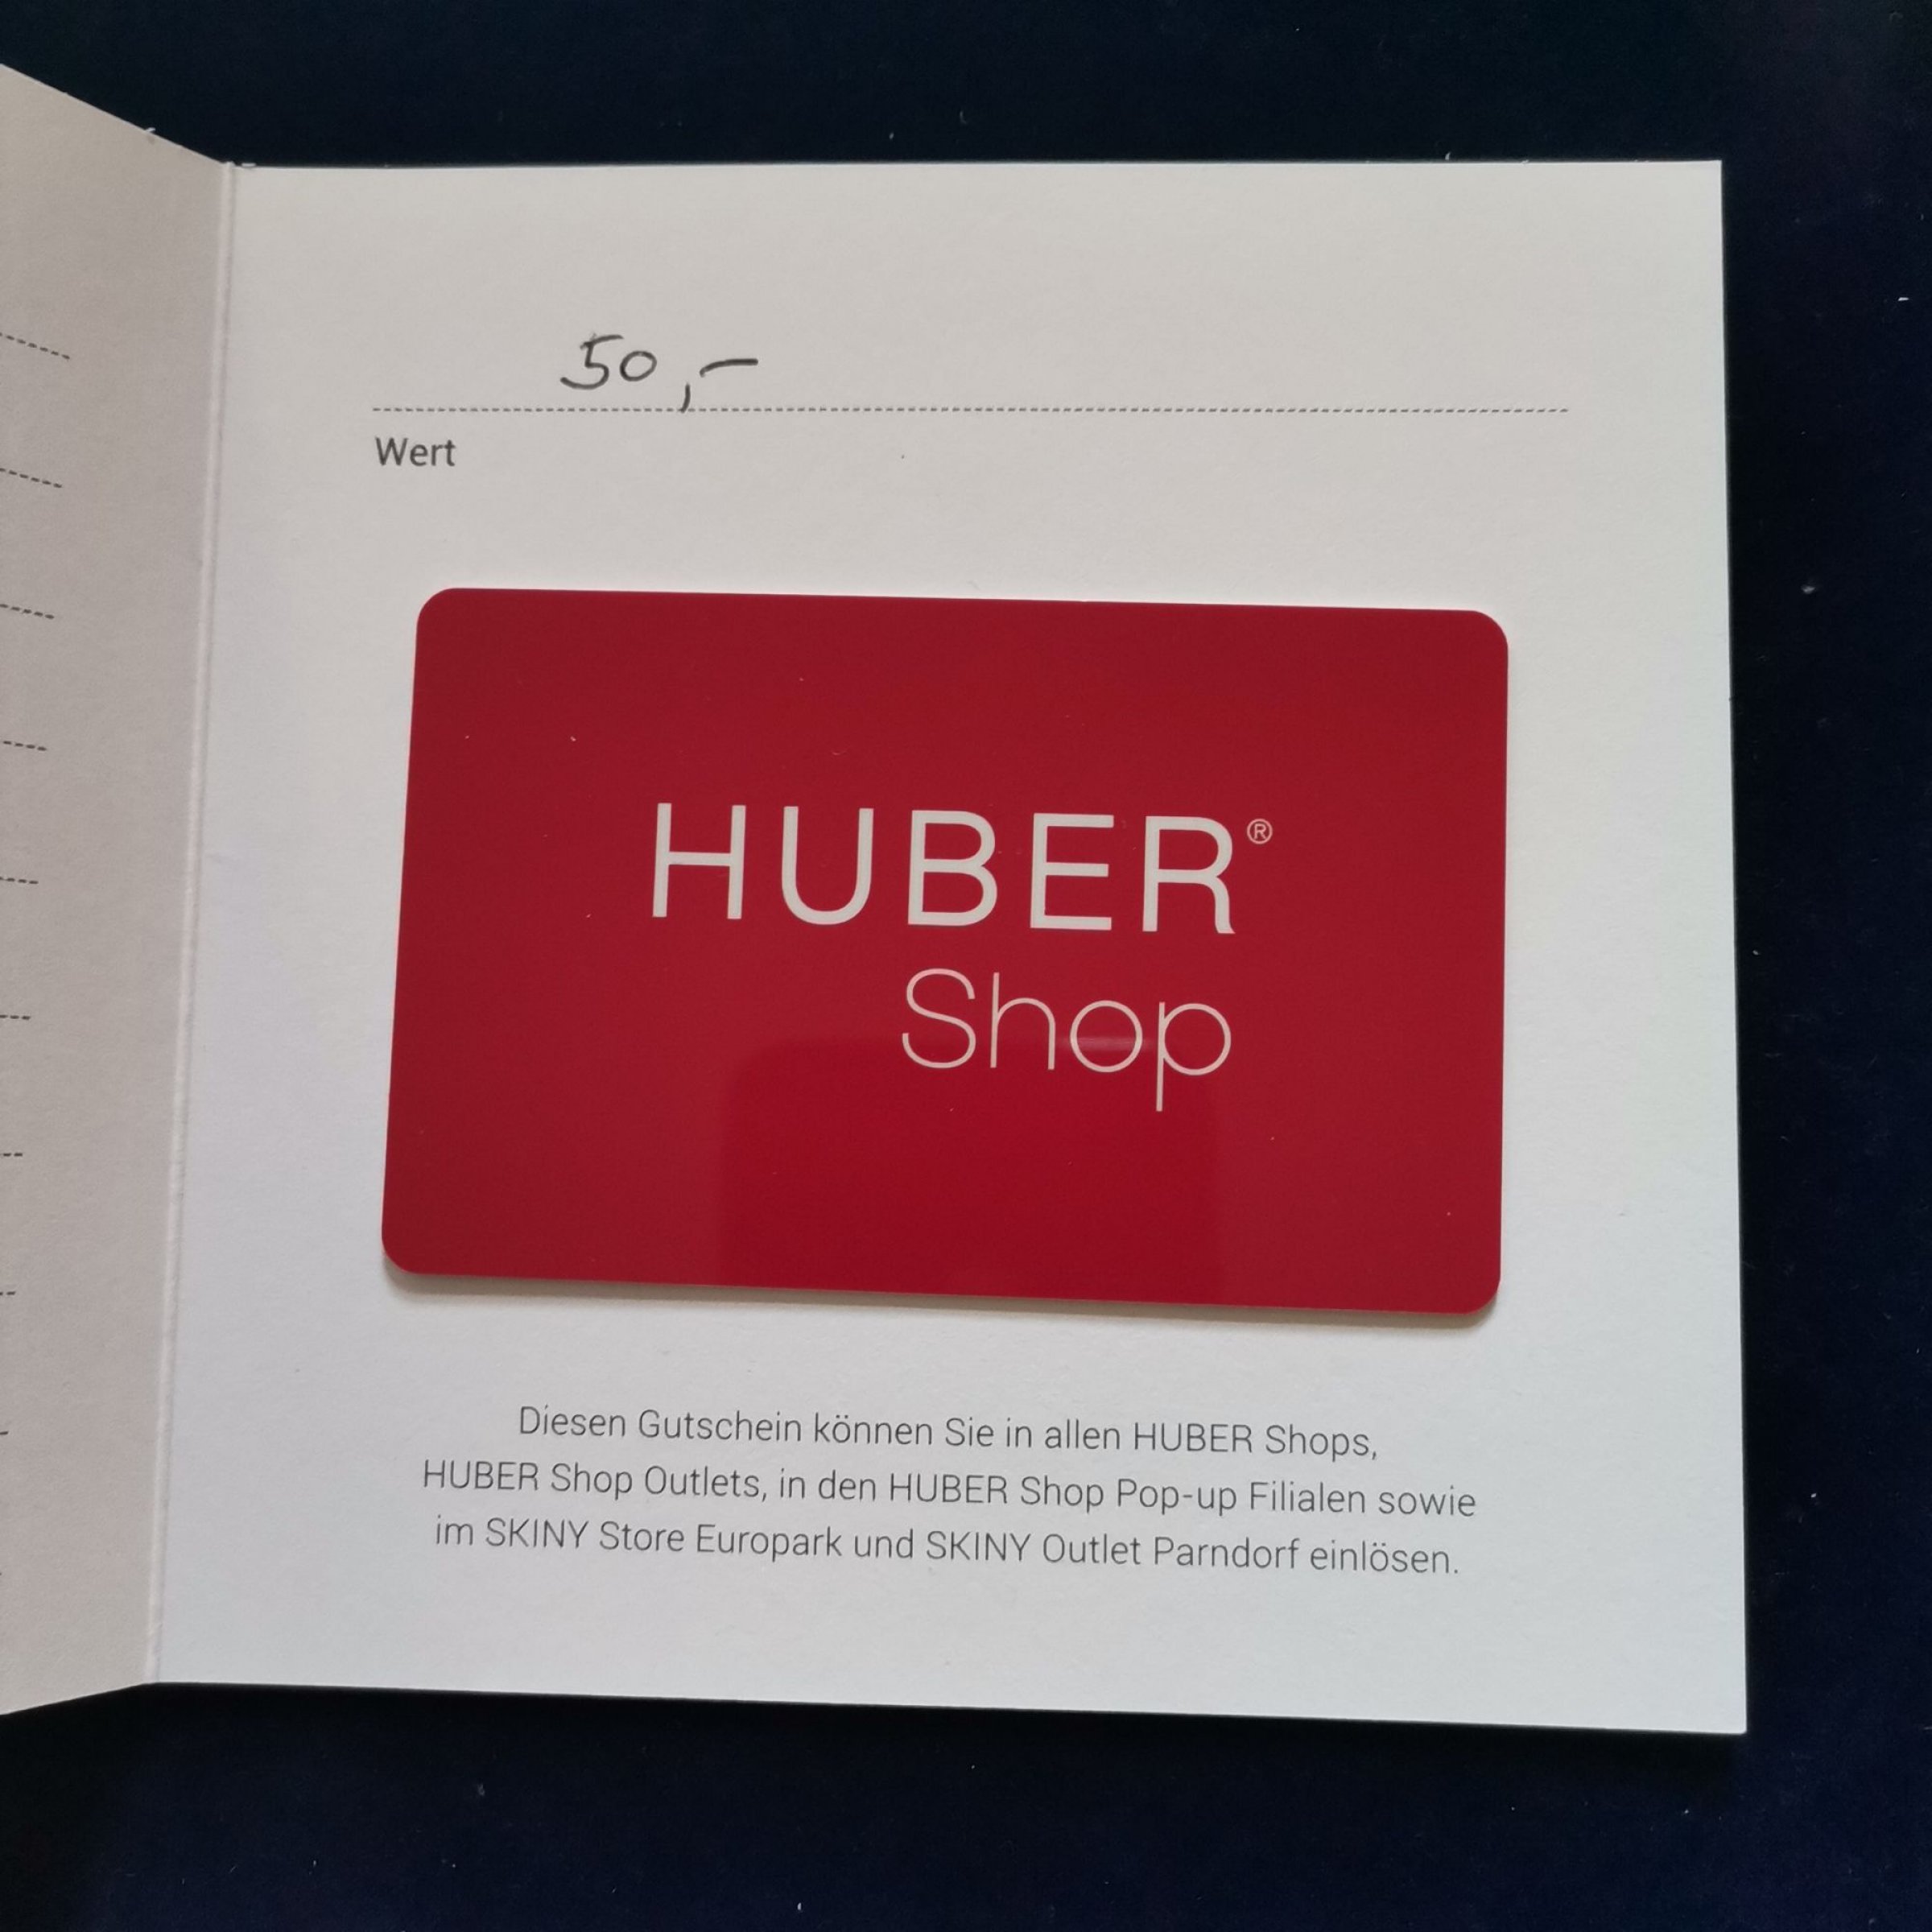 50,-
Wert
HUBER®
Shop
Diesen Gutschein können Sie in allen HUBER Shops,
HUBER Shop Outlets, in den HUBER Shop Pop-up Filialen sowie
im SKINY Store Europark und SKINY Outlet Parndorf einlösen.